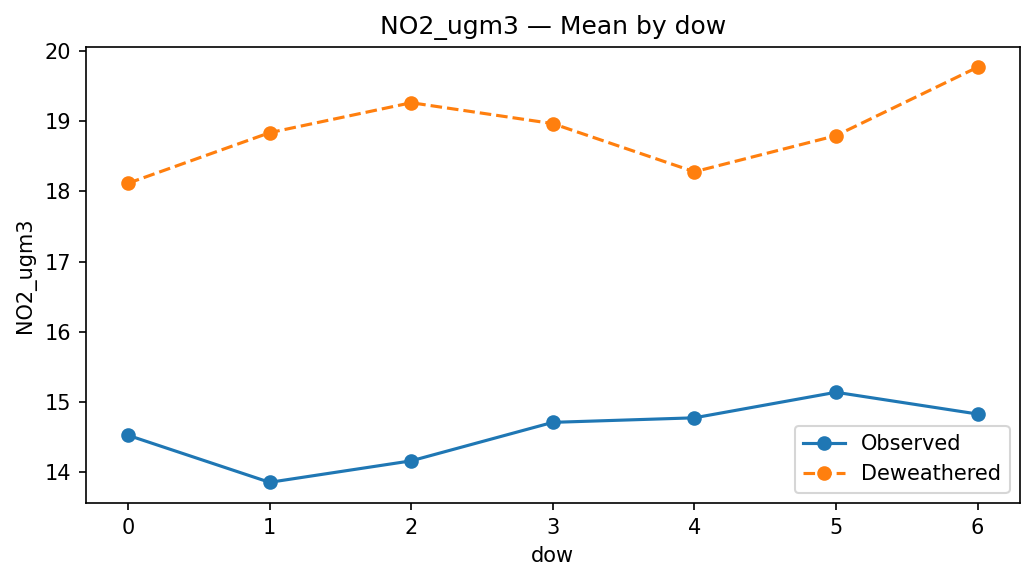 NO2_ugm3 — Mean by dow
NO2_ugm3
20
19
18
17
16
15
14
Observed
Deweathered
0 1 2 3 4 5 6
dow